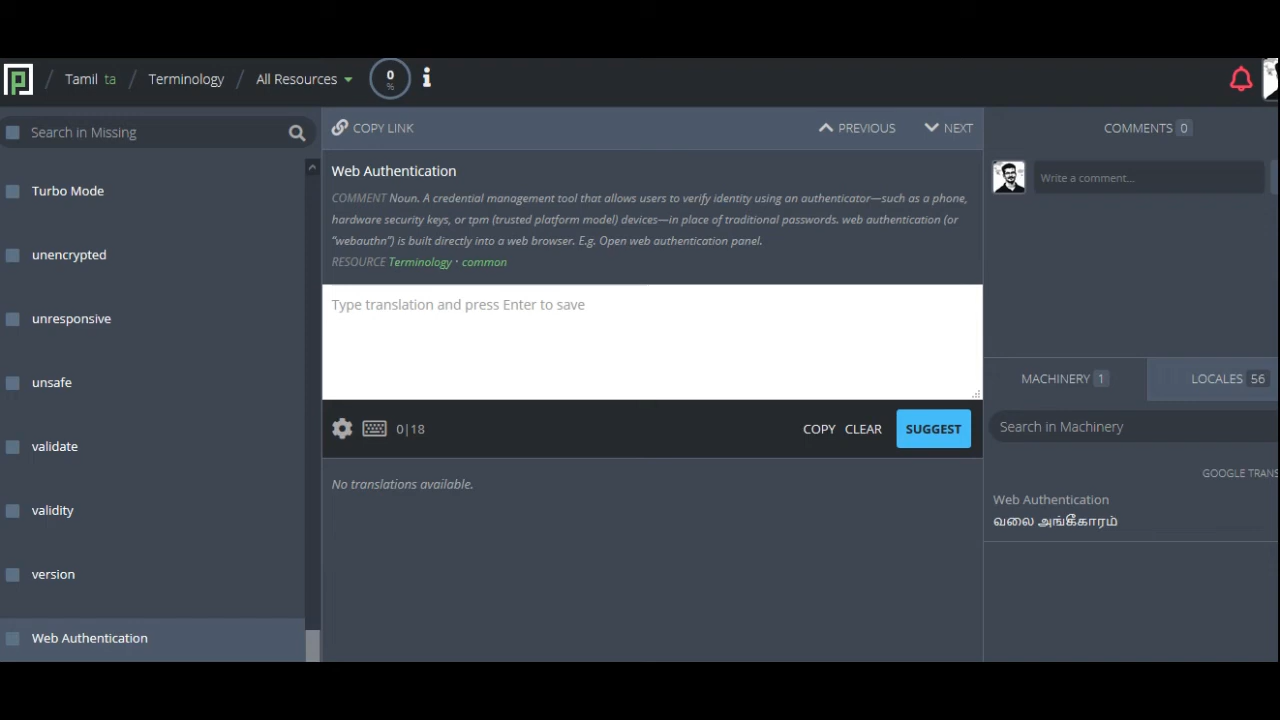 Tamil ta / Terminology / All Resources
0
%
Search in Missing
Turbo Mode
unencrypted
unresponsive
unsafe
validate
validity
version
Web Authentication
COPY LINK
PREVIOUS
NEXT
Web Authentication
COMMENT Noun. A credential management tool that allows users to verify identity using an authenticator—such as a phone,
hardware security keys, or tpm (trusted platform model) devices—in place of traditional passwords. web authentication (or
“webauthn”) is built directly into a web browser. E.g. Open web authentication panel.
RESOURCE Terminology · common
Type translation and press Enter to save
0|18
COPY
CLEAR
SUGGEST
No translations available.
COMMENTS 0
Write a comment...
MACHINERY 1
LOCALES 56
Search in Machinery
GOOGLE TRANS
Web Authentication
வலை அங்கீகாரம்